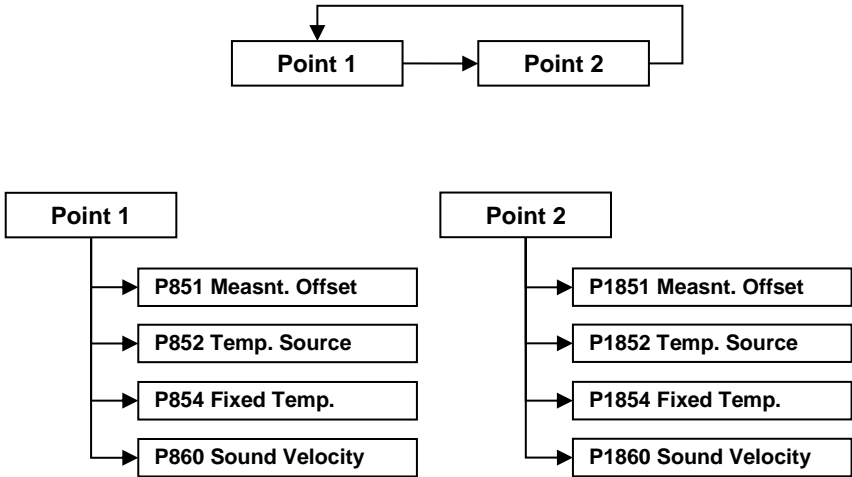 Point 1
Point 2
Point 1
P851 Measnt. Offset
P852 Temp. Source
P854 Fixed Temp.
P860 Sound Velocity
Point 2
P1851 Measnt. Offset
P1852 Temp. Source
P1854 Fixed Temp.
P1860 Sound Velocity